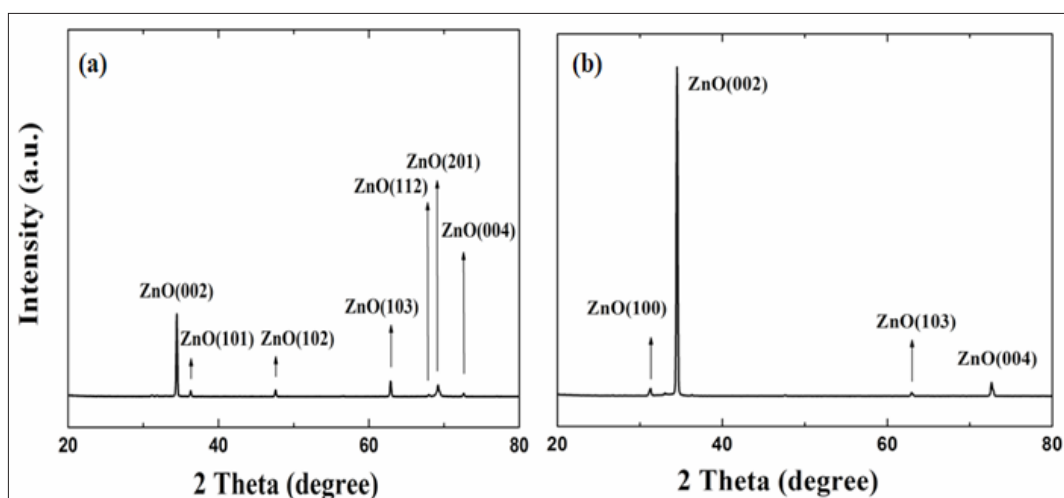 Intensity (a.u.)
(a)
ZnO(002)
ZnO(101)
ZnO(102)
ZnO(103)
ZnO(112)
ZnO(201)
ZnO(004)
20 40 60 80
2 Theta (degree)
(b)
ZnO(002)
ZnO(100)
ZnO(103)
ZnO(004)
20 40 60 80
2 Theta (degree)